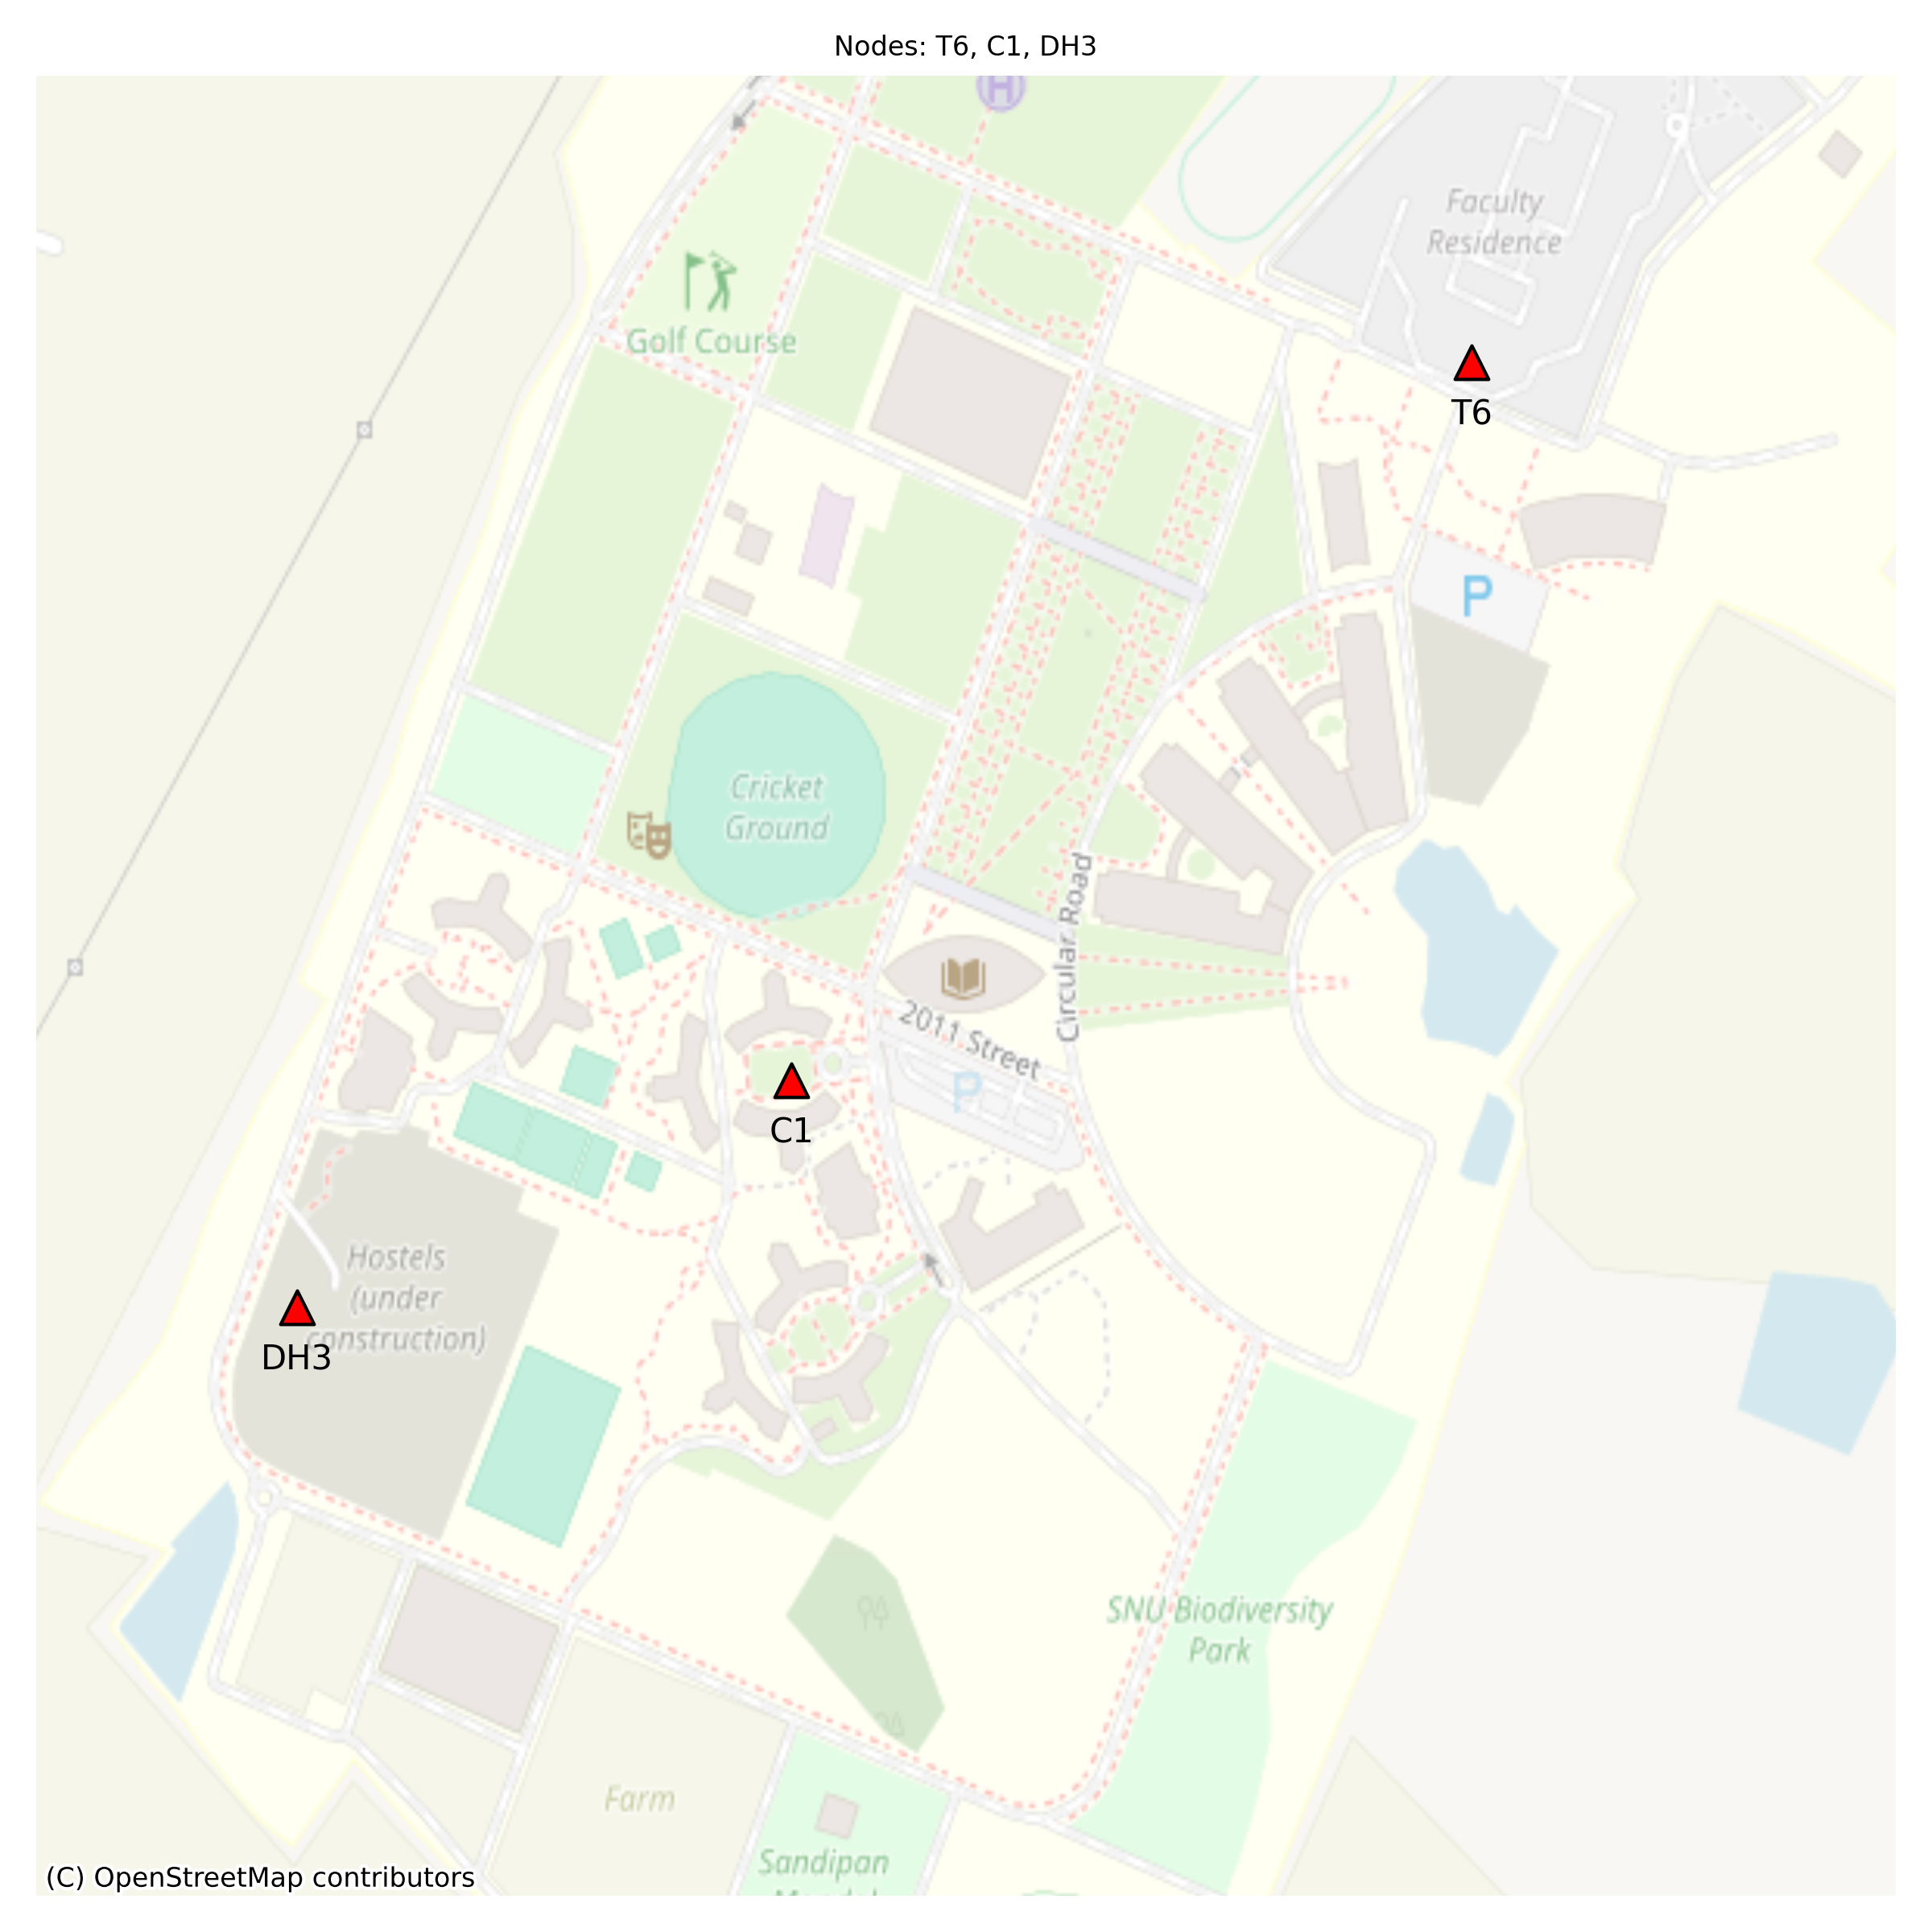 Nodes: T6, C1, DH3
H
Faculty
Residence
Golf Course
T6
P
Cricket
Ground
Circular Road
2011 Street
P
C1
Hostels
(under
construction)
DH3
SNU Biodiversity
Park
Farm
Sandipan
(C) OpenStreetMap contributors